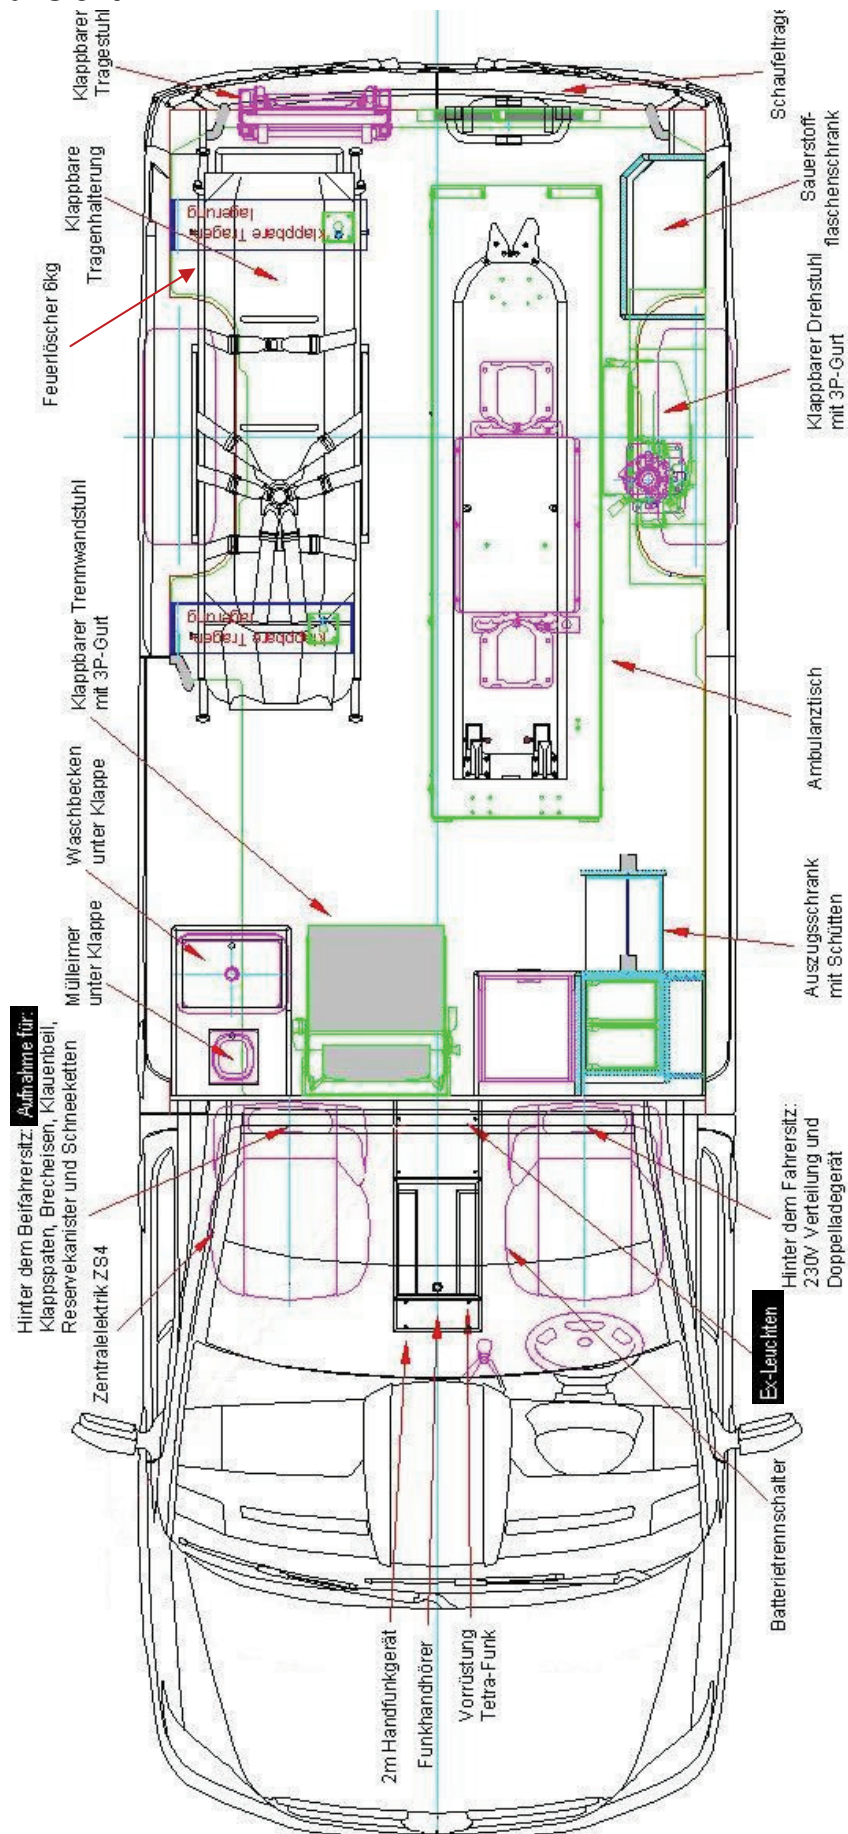 Klappbarer
Tragestuhl
Klappbare
Tragenhalterung
Feuerlöscher 6kg
Klappbarer Trennwandstuhl
mit 3P-Gurt
Waschbecken
unter Klappe
Mülleimer
unter Klappe
Hinter dem Beifahrersitz: Aufnahme für:
Klappspaten, Brecheisen, Klauenbeil,
Reservekanister und Schneeketten
Zentralelektrik ZS4
klappbare Tragen-
lagerung
klappbare Tragen-
lagerung
2m Handfunkgerät
Funkhandhörer
Vorrüstung
Tetra-Funk
Schaufeltrage
Sauerstoff-
flaschenschrank
Klappbarer Drehstuhl
mit 3P-Gurt
Ambulanztisch
Auszugsschrank
mit Schütten
Hinter dem Fahrersitz:
230V Verteilung und
Doppelladegerät
Ex-Leuchten
Batterietrennschalter